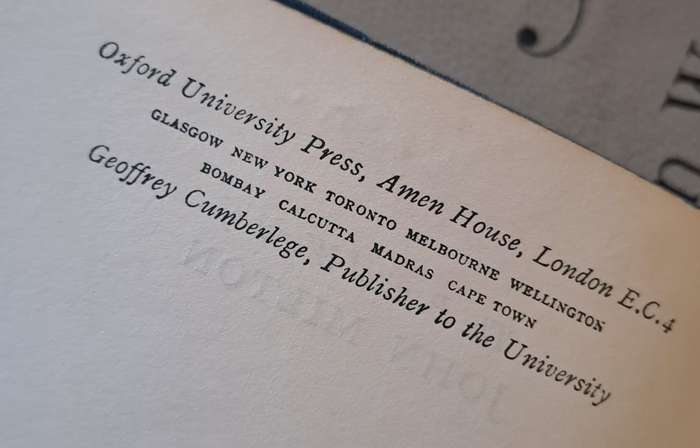 Oxford University Press, Amen House, London E.C.4
GLASGOW NEW YORK TORONTO MELBOURNE WELLINGTON
BOMBAY CALCUTTA MADRAS CAPE TOWN
Geoffrey Cumberlege, Publisher to the University